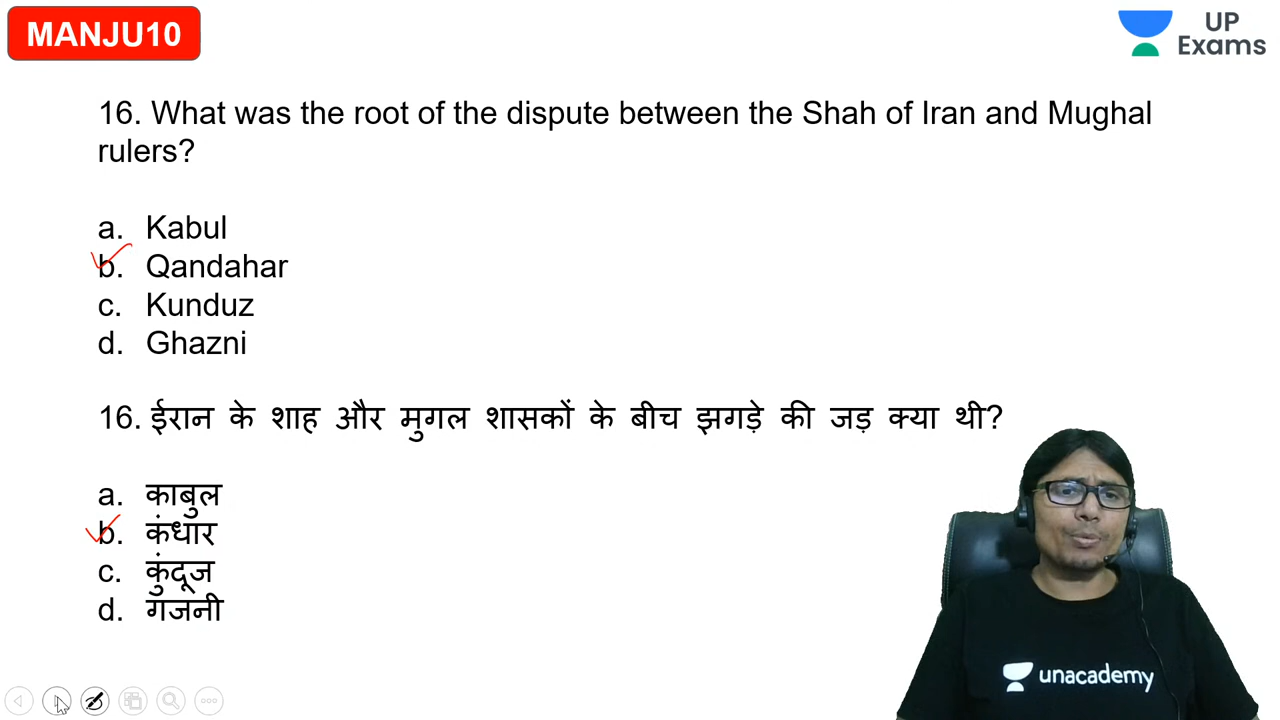 MANJU10
UP
Exams
16. What was the root of the dispute between the Shah of Iran and Mughal
rulers?
a. Kabul
b. Qandahar
c. Kunduz
d. Ghazni
16. ईरान के शाह और मुगल शासकों के बीच झगड़े की जड़ क्या थी?
a. काबुल
b. कंधार
c. कुंदूज
d. गजनी
unacademy